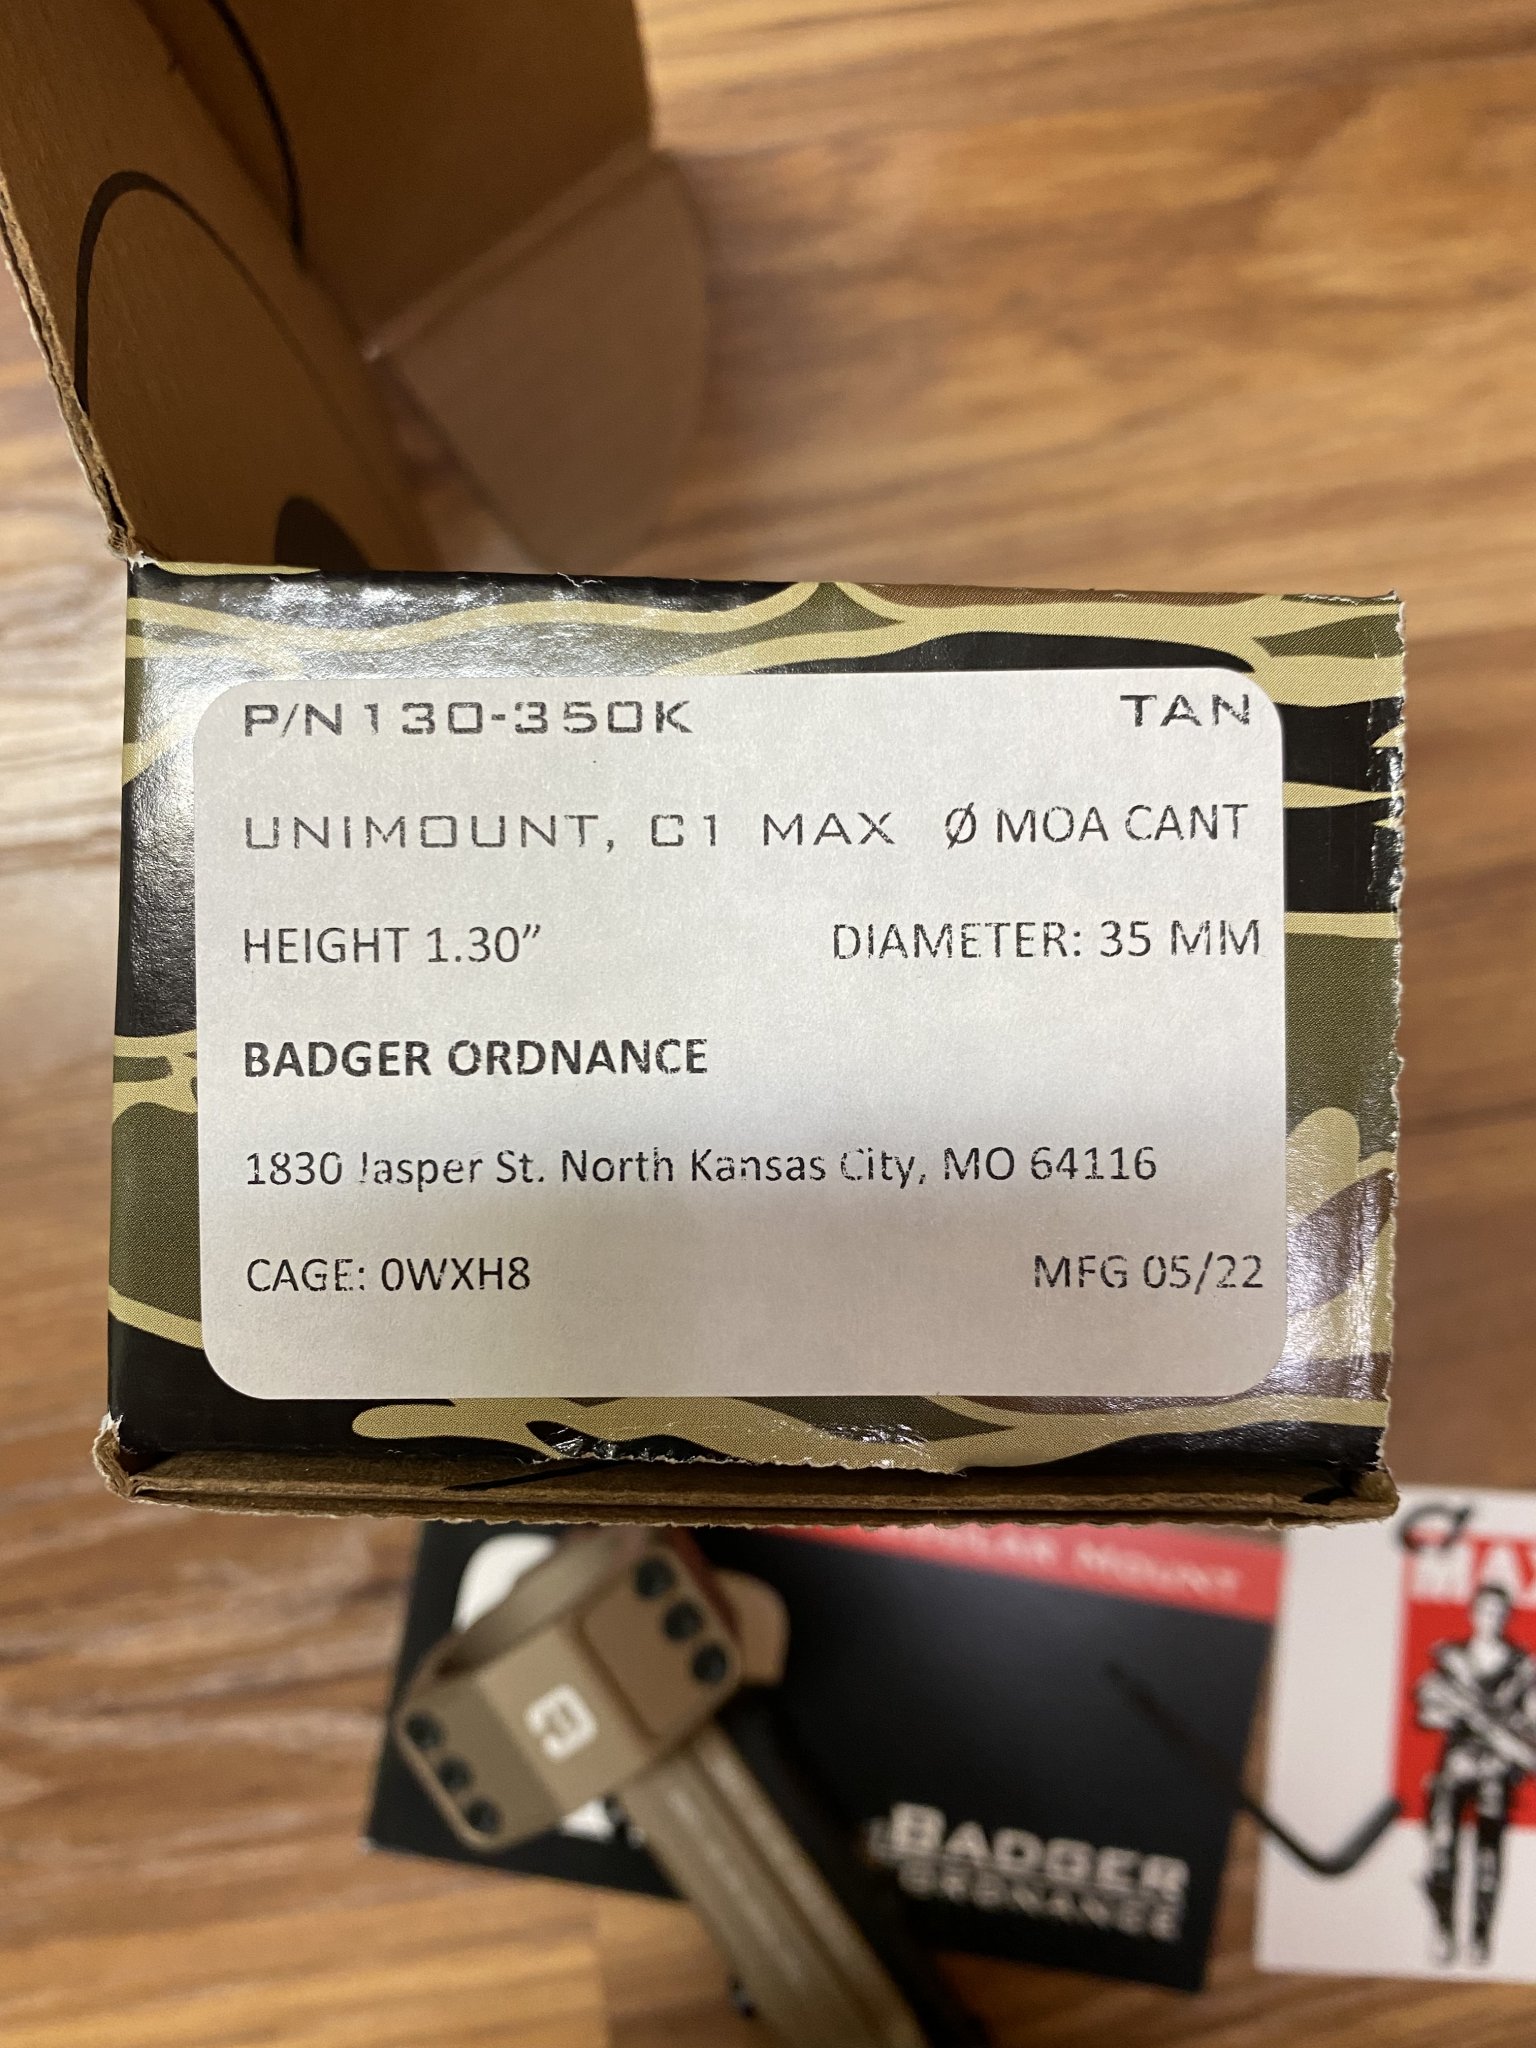 P/N 130-350K TAN
UNIMOUNT, C1 MAX Ø MOA CANT
HEIGHT 1.30” DIAMETER: 35 MM
BADGER ORDNANCE
1830 Jasper St. North Kansas City, MO 64116
CAGE: 0WXH8 MFG 05/22
MOUNT
BADGER
ORDNANCE